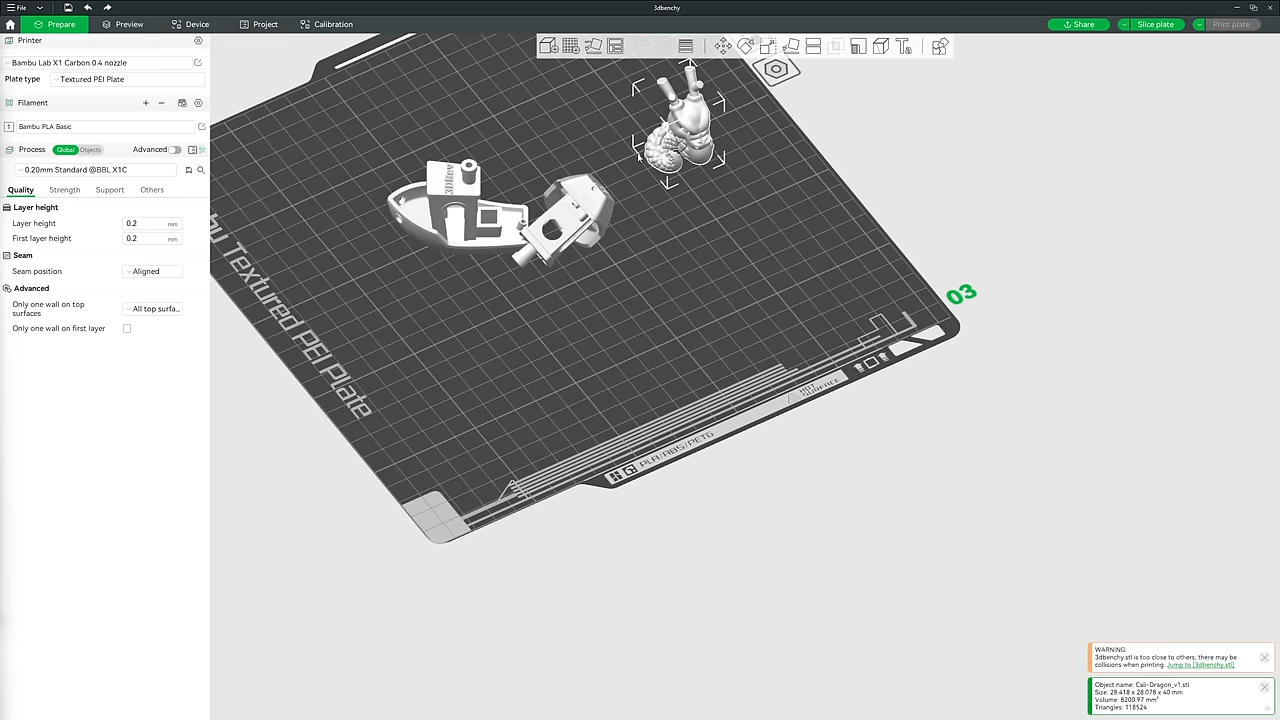 File
3dbenchy
Prepare
Preview
Device
Project
Calibration
Share
Slice plate
Print plate
Printer
Bambu Lab X1 Carbon 0.4 nozzle
Plate type
Textured PEI Plate
Filament
1
Bambu PLA Basic
Process
Global
Objects
Advanced
0.20mm Standard @BBL X1C
Quality
Strength
Support
Others
Layer height
Layer height
0.2
mm
First layer height
0.2
mm
Seam
Seam position
Aligned
Advanced
Only one wall on top
surfaces
All top surfa...
Only one wall on first layer
Textured PEI Plate
03
HOT
SURFACE
PLA/ABS/PETG
WARNING:
3dbenchy.stl is too close to others, there may be
collisions when printing. Jump to [3dbenchy.stl]
Object name: Cali-Dragon_v1.stl
Size: 28.418 x 28.078 x 40 mm
Volume: 8200.97 mm³
Triangles: 118524